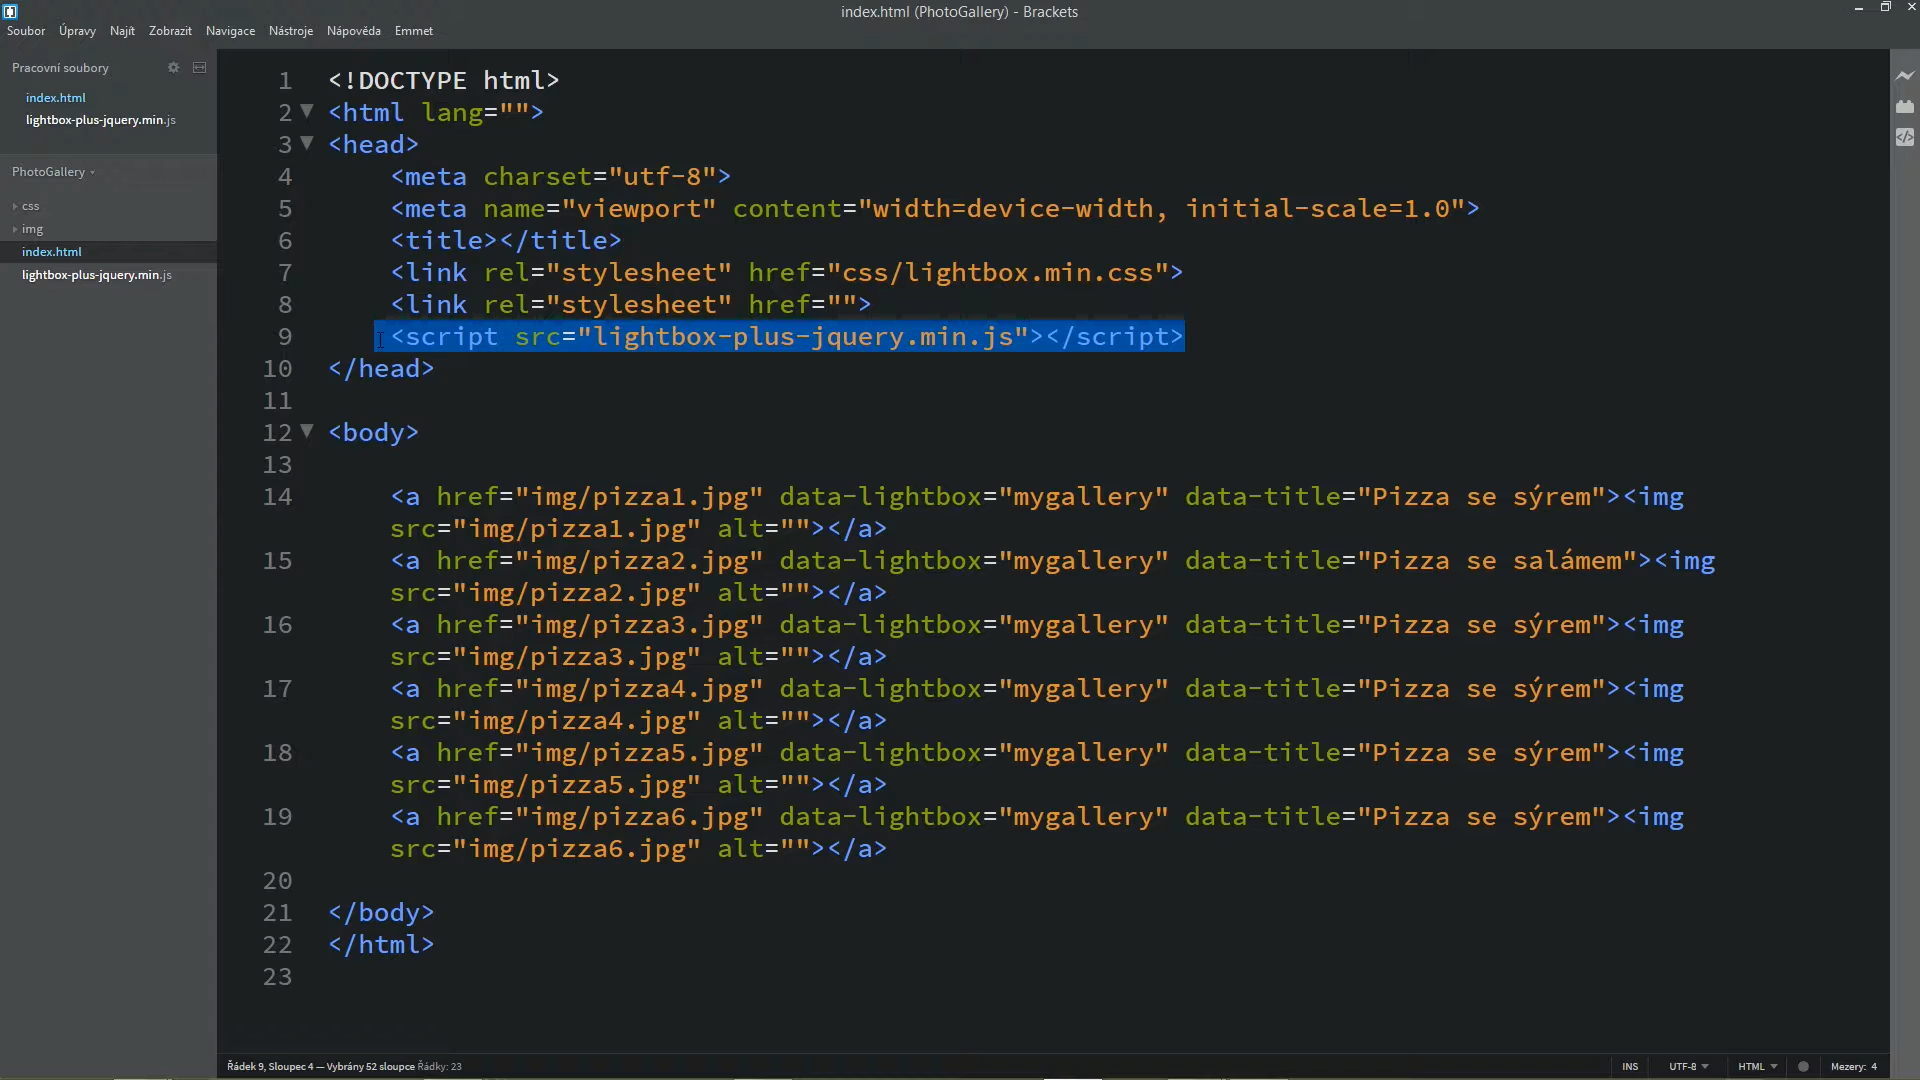 index.html (PhotoGallery) - Brackets
Soubor Úpravy Najít Zobrazit Navigace Nástroje Nápověda Emmet
Pracovní soubory
index.html
lightbox-plus-jquery.min.js
PhotoGallery
css
img
index.html
lightbox-plus-jquery.min.js
1 <!DOCTYPE html>
2 <html lang="">
3 <head>
4 <meta charset="utf-8">
5 <meta name="viewport" content="width=device-width, initial-scale=1.0">
6 <title></title>
7 <link rel="stylesheet" href="css/lightbox.min.css">
8 <link rel="stylesheet" href="">
9 <script src="lightbox-plus-jquery.min.js"></script>
10 </head>
11
12 <body>
13
14 <a href="img/pizza1.jpg" data-lightbox="mygallery" data-title="Pizza se sýrem"><img
src="img/pizza1.jpg" alt=""></a>
15 <a href="img/pizza2.jpg" data-lightbox="mygallery" data-title="Pizza se salámem"><img
src="img/pizza2.jpg" alt=""></a>
16 <a href="img/pizza3.jpg" data-lightbox="mygallery" data-title="Pizza se sýrem"><img
src="img/pizza3.jpg" alt=""></a>
17 <a href="img/pizza4.jpg" data-lightbox="mygallery" data-title="Pizza se sýrem"><img
src="img/pizza4.jpg" alt=""></a>
18 <a href="img/pizza5.jpg" data-lightbox="mygallery" data-title="Pizza se sýrem"><img
src="img/pizza5.jpg" alt=""></a>
19 <a href="img/pizza6.jpg" data-lightbox="mygallery" data-title="Pizza se sýrem"><img
src="img/pizza6.jpg" alt=""></a>
20
21 </body>
22 </html>
23
Řádek 9, Sloupec 4 — Vybrány 52 sloupce Řádky: 23 INS UTF-8 HTML Mezery: 4